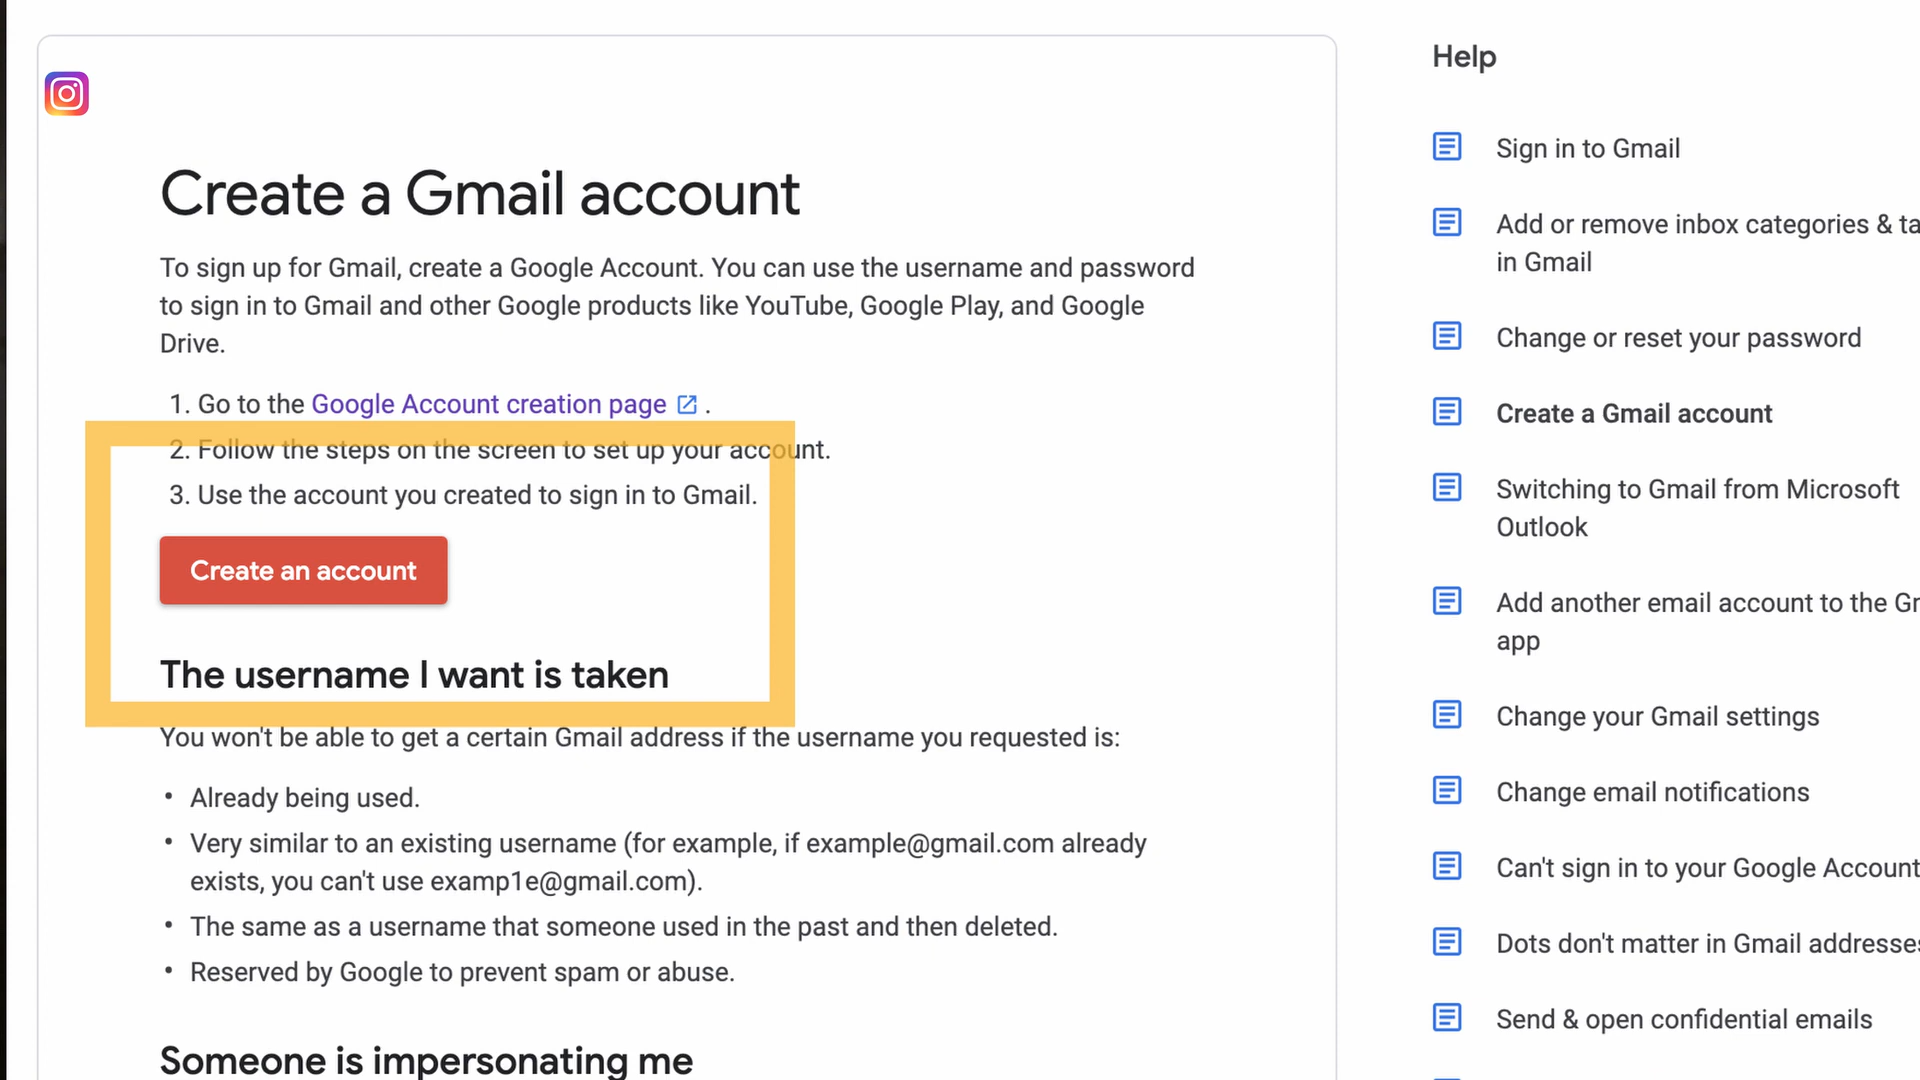 Create a Gmail account
To sign up for Gmail, create a Google Account. You can use the username and password
to sign in to Gmail and other Google products like YouTube, Google Play, and Google
Drive.
1. Go to the Google Account creation page .
2. Follow the steps on the screen to set up your account.
3. Use the account you created to sign in to Gmail.
Create an account
The username I want is taken
You won't be able to get a certain Gmail address if the username you requested is:
• Already being used.
• Very similar to an existing username (for example, if example@gmail.com already
exists, you can't use examp1e@gmail.com).
• The same as a username that someone used in the past and then deleted.
• Reserved by Google to prevent spam or abuse.
Someone is impersonating me
Help
Sign in to Gmail
Add or remove inbox categories & ta
in Gmail
Change or reset your password
Create a Gmail account
Switching to Gmail from Microsoft
Outlook
Add another email account to the Gm
app
Change your Gmail settings
Change email notifications
Can't sign in to your Google Account
Dots don't matter in Gmail addresses
Send & open confidential emails